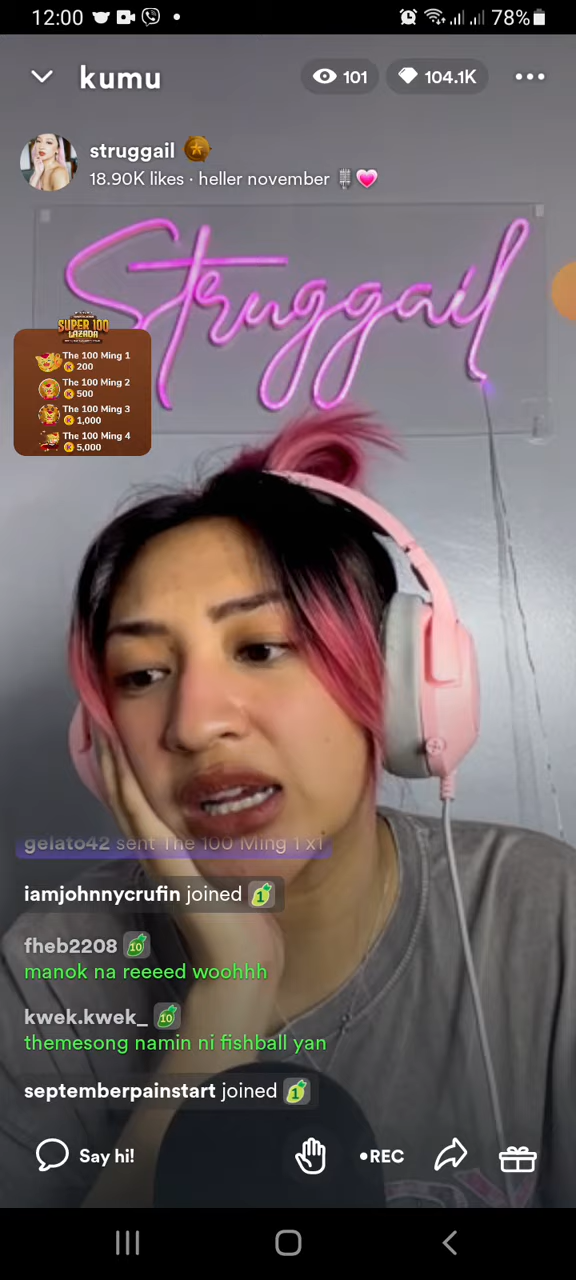 12:00
78%
kumu
101
104.1K
struggail
18.90K likes · heller november
Struggail
SUPER 100
LAZADA
The 100 Ming 1
200
The 100 Ming 2
500
The 100 Ming 3
1,000
The 100 Ming 4
5,000
gelato42 sent The 100 Ming 1 x1
iamjohnnycrufin joined 1
fheb2208 10
manok na reeeed woohhh
kwek.kwek_ 10
themesong namin ni fishball yan
septemberpainstart joined 1
Say hi!
•REC